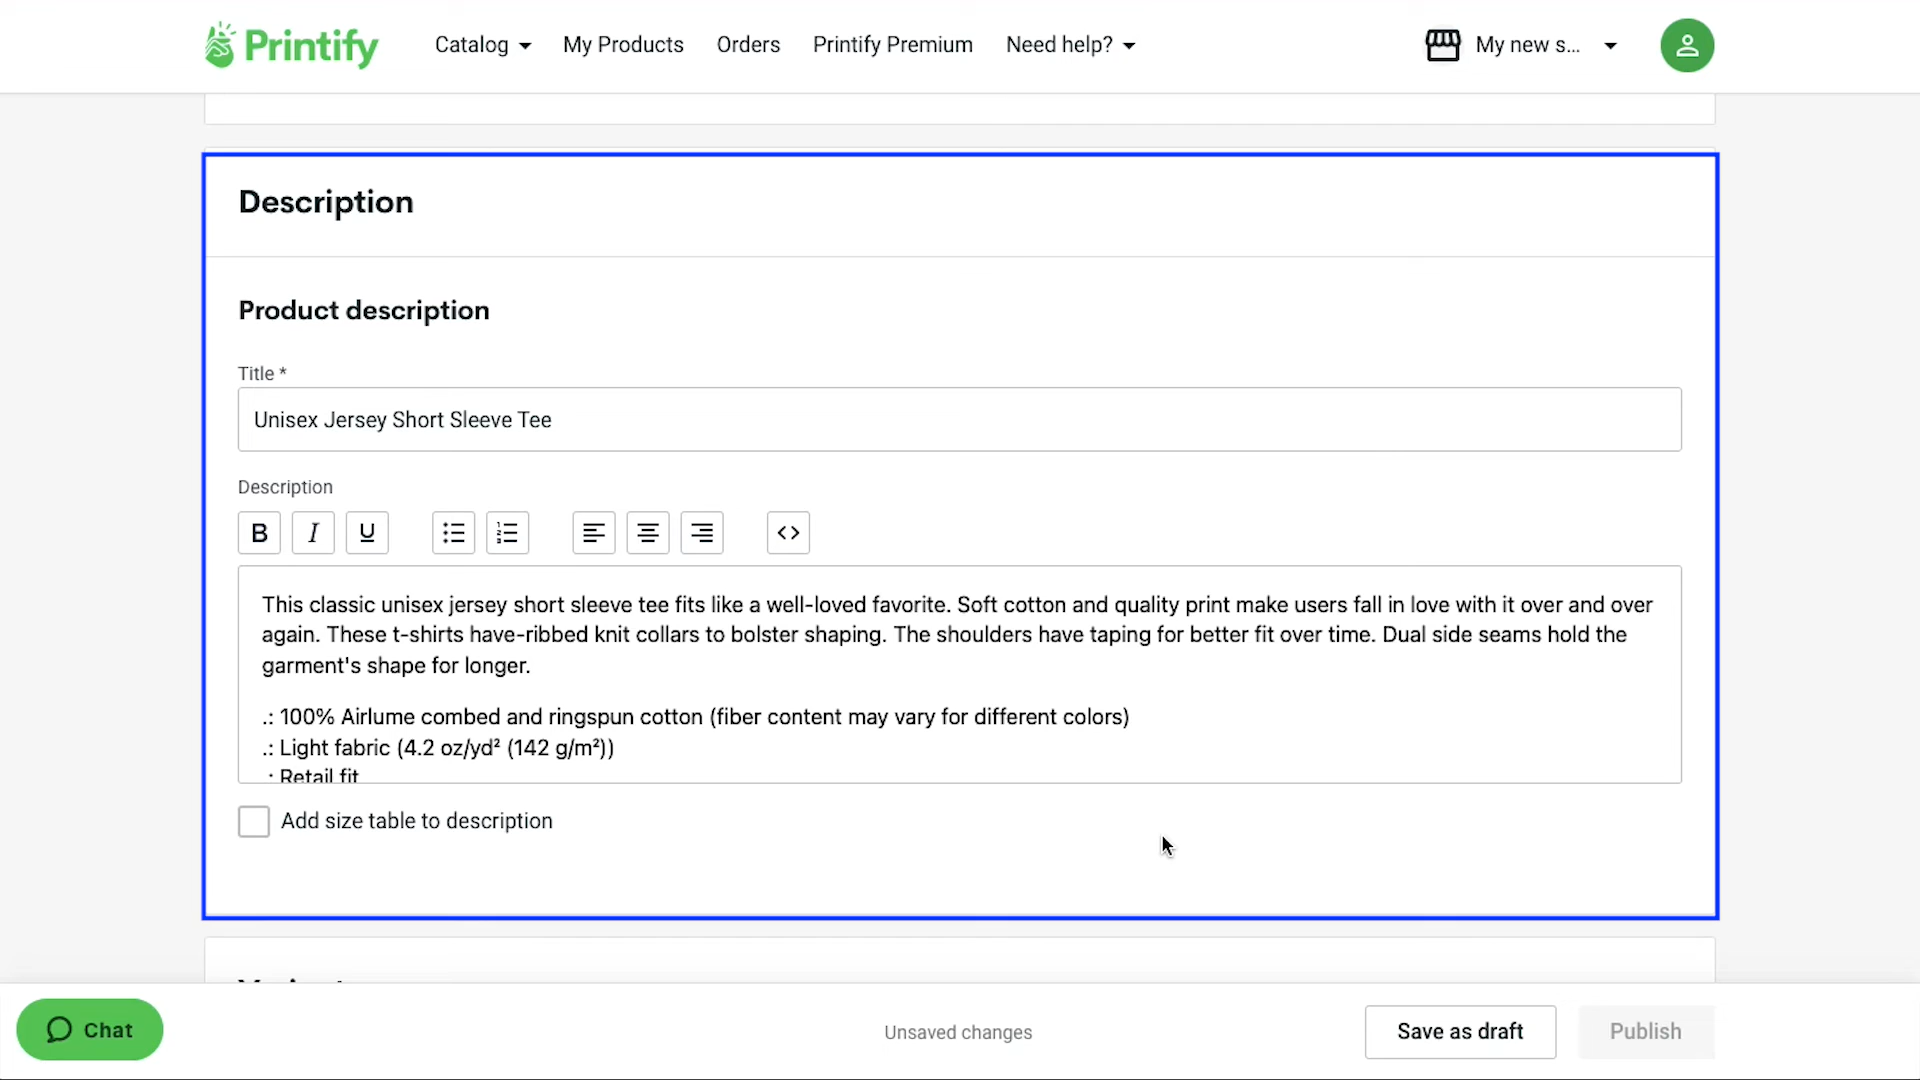 Printify
Catalog
My Products
Orders
Printify Premium
Need help?
My new s...
Description
Product description
Title *
Unisex Jersey Short Sleeve Tee
Description
B I U
This classic unisex jersey short sleeve tee fits like a well-loved favorite. Soft cotton and quality print make users fall in love with it over and over
again. These t-shirts have-ribbed knit collars to bolster shaping. The shoulders have taping for better fit over time. Dual side seams hold the
garment's shape for longer.
.: 100% Airlume combed and ringspun cotton (fiber content may vary for different colors)
.: Light fabric (4.2 oz/yd² (142 g/m²))
.: Retail fit
Add size table to description
Chat
Unsaved changes
Save as draft
Publish